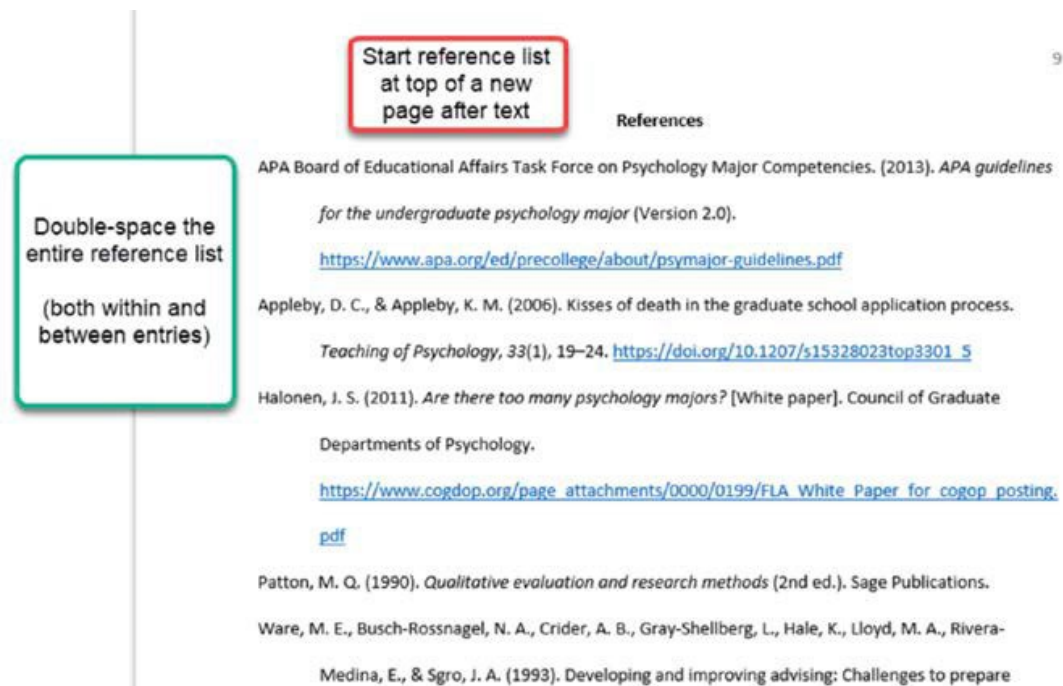 Start reference list
at top of a new
page after text
9
References
Double-space the
entire reference list
(both within and
between entries)
APA Board of Educational Affairs Task Force on Psychology Major Competencies. (2013). APA guidelines
for the undergraduate psychology major (Version 2.0).
https://www.apa.org/ed/precollege/about/psymajor-guidelines.pdf
Appleby, D. C., & Appleby, K. M. (2006). Kisses of death in the graduate school application process.
Teaching of Psychology, 33(1), 19–24. https://doi.org/10.1207/s15328023top3301_5
Halonen, J. S. (2011). Are there too many psychology majors? [White paper]. Council of Graduate
Departments of Psychology.
https://www.cogdop.org/page_attachments/0000/0199/FLA_White_Paper_for_cogop_posting.
pdf
Patton, M. Q. (1990). Qualitative evaluation and research methods (2nd ed.). Sage Publications.
Ware, M. E., Busch-Rossnagel, N. A., Crider, A. B., Gray-Shellberg, L., Hale, K., Lloyd, M. A., Rivera-
Medina, E., & Sgro, J. A. (1993). Developing and improving advising: Challenges to prepare